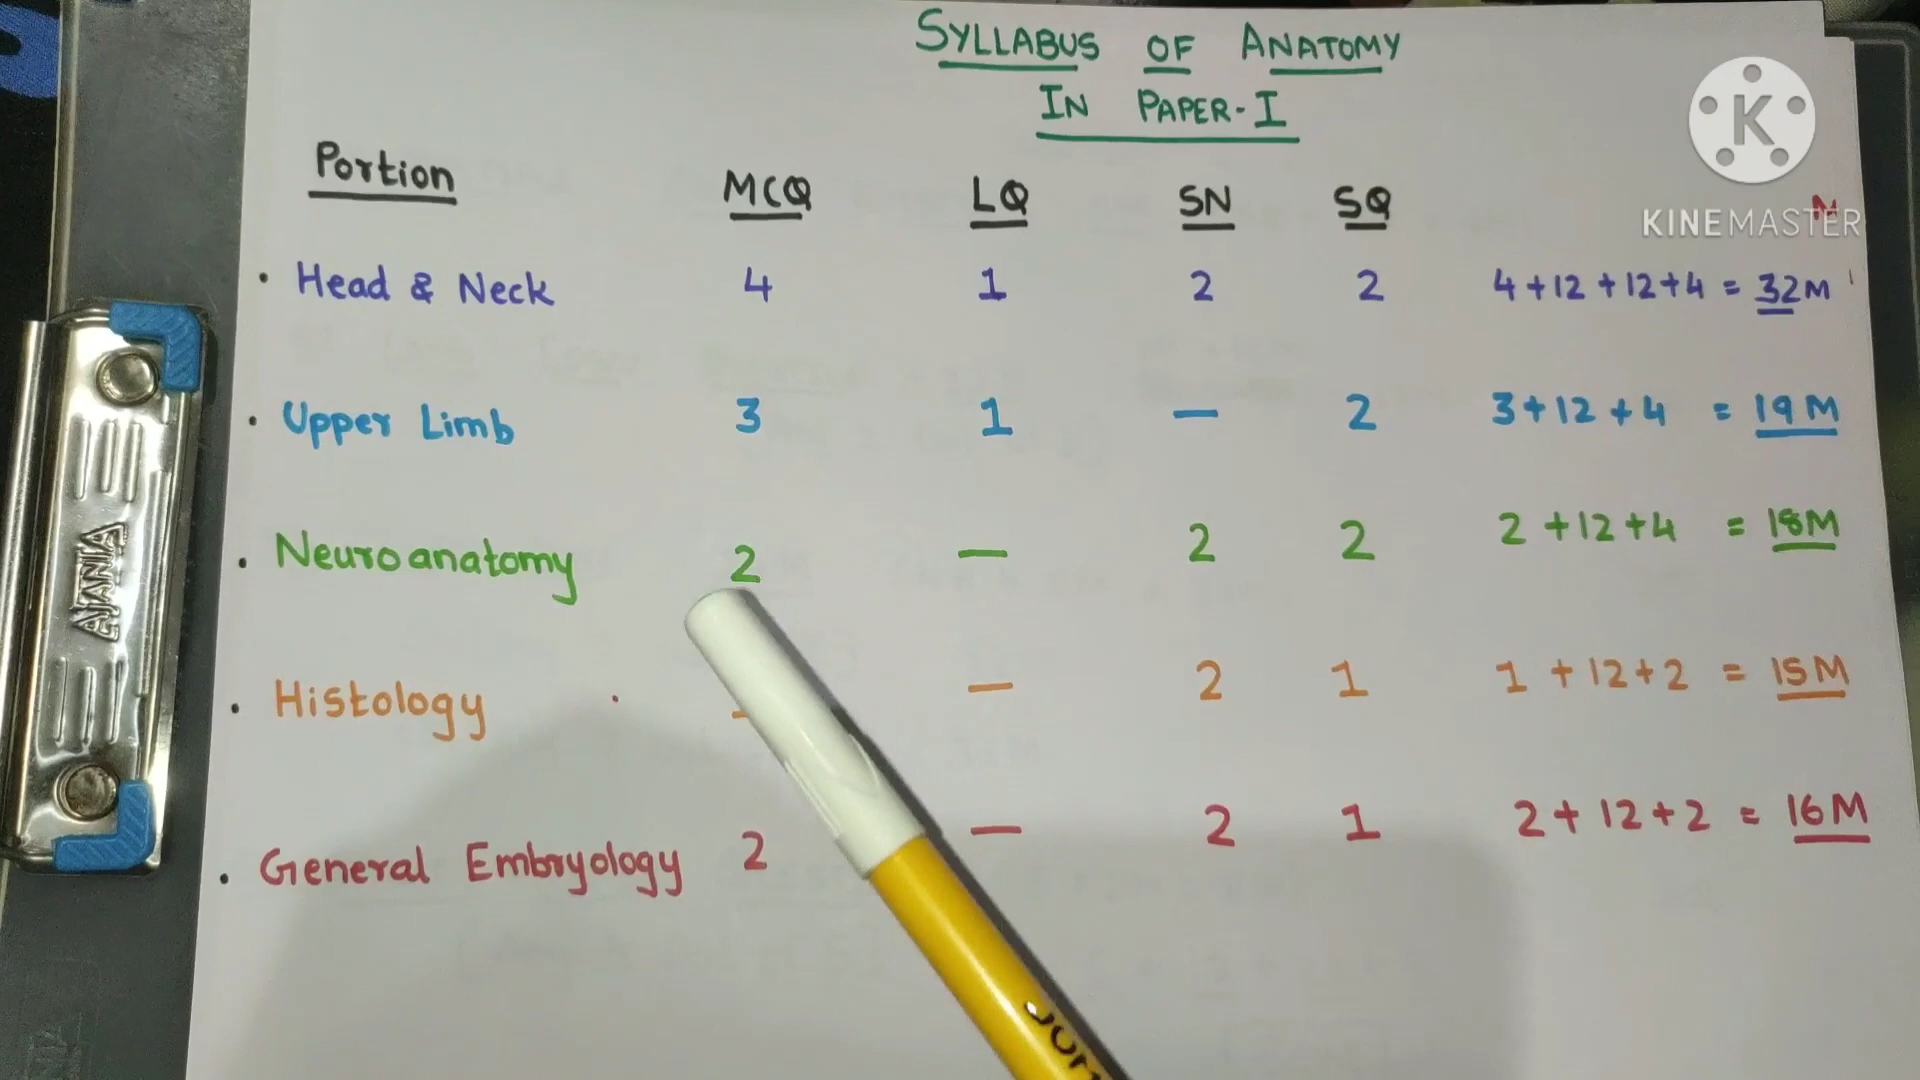 SYLLABUS OF ANATOMY
IN PAPER-I
Portion MCQ LQ SN SQ M
K
KINEMASTER
• Head & Neck 4 1 2 2 4+12+12+4 = 32M
• Upper Limb 3 1 — 2 3+12+4 = 19M
• Neuroanatomy 2 — 2 2 2+12+4 = 18M
• Histology — 2 1 1+12+2 = 15M
• General Embryology 2 — 2 1 2+12+2 = 16M
AJANTA